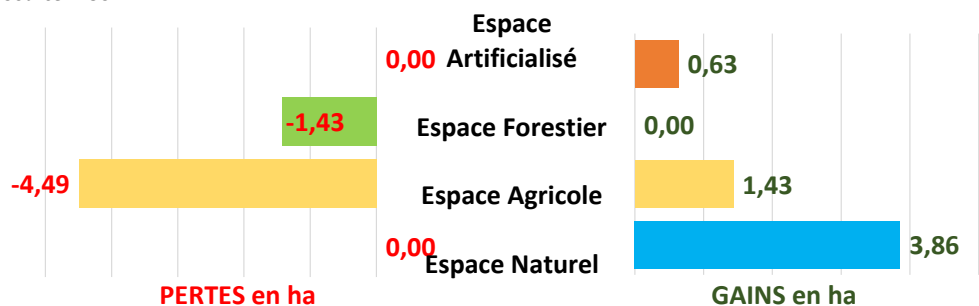 Espace
Artificialisé
0,00
0,63
-1,43
Espace Forestier
0,00
-4,49
Espace Agricole
1,43
0,00
Espace Naturel
3,86
PERTES en ha
GAINS en ha